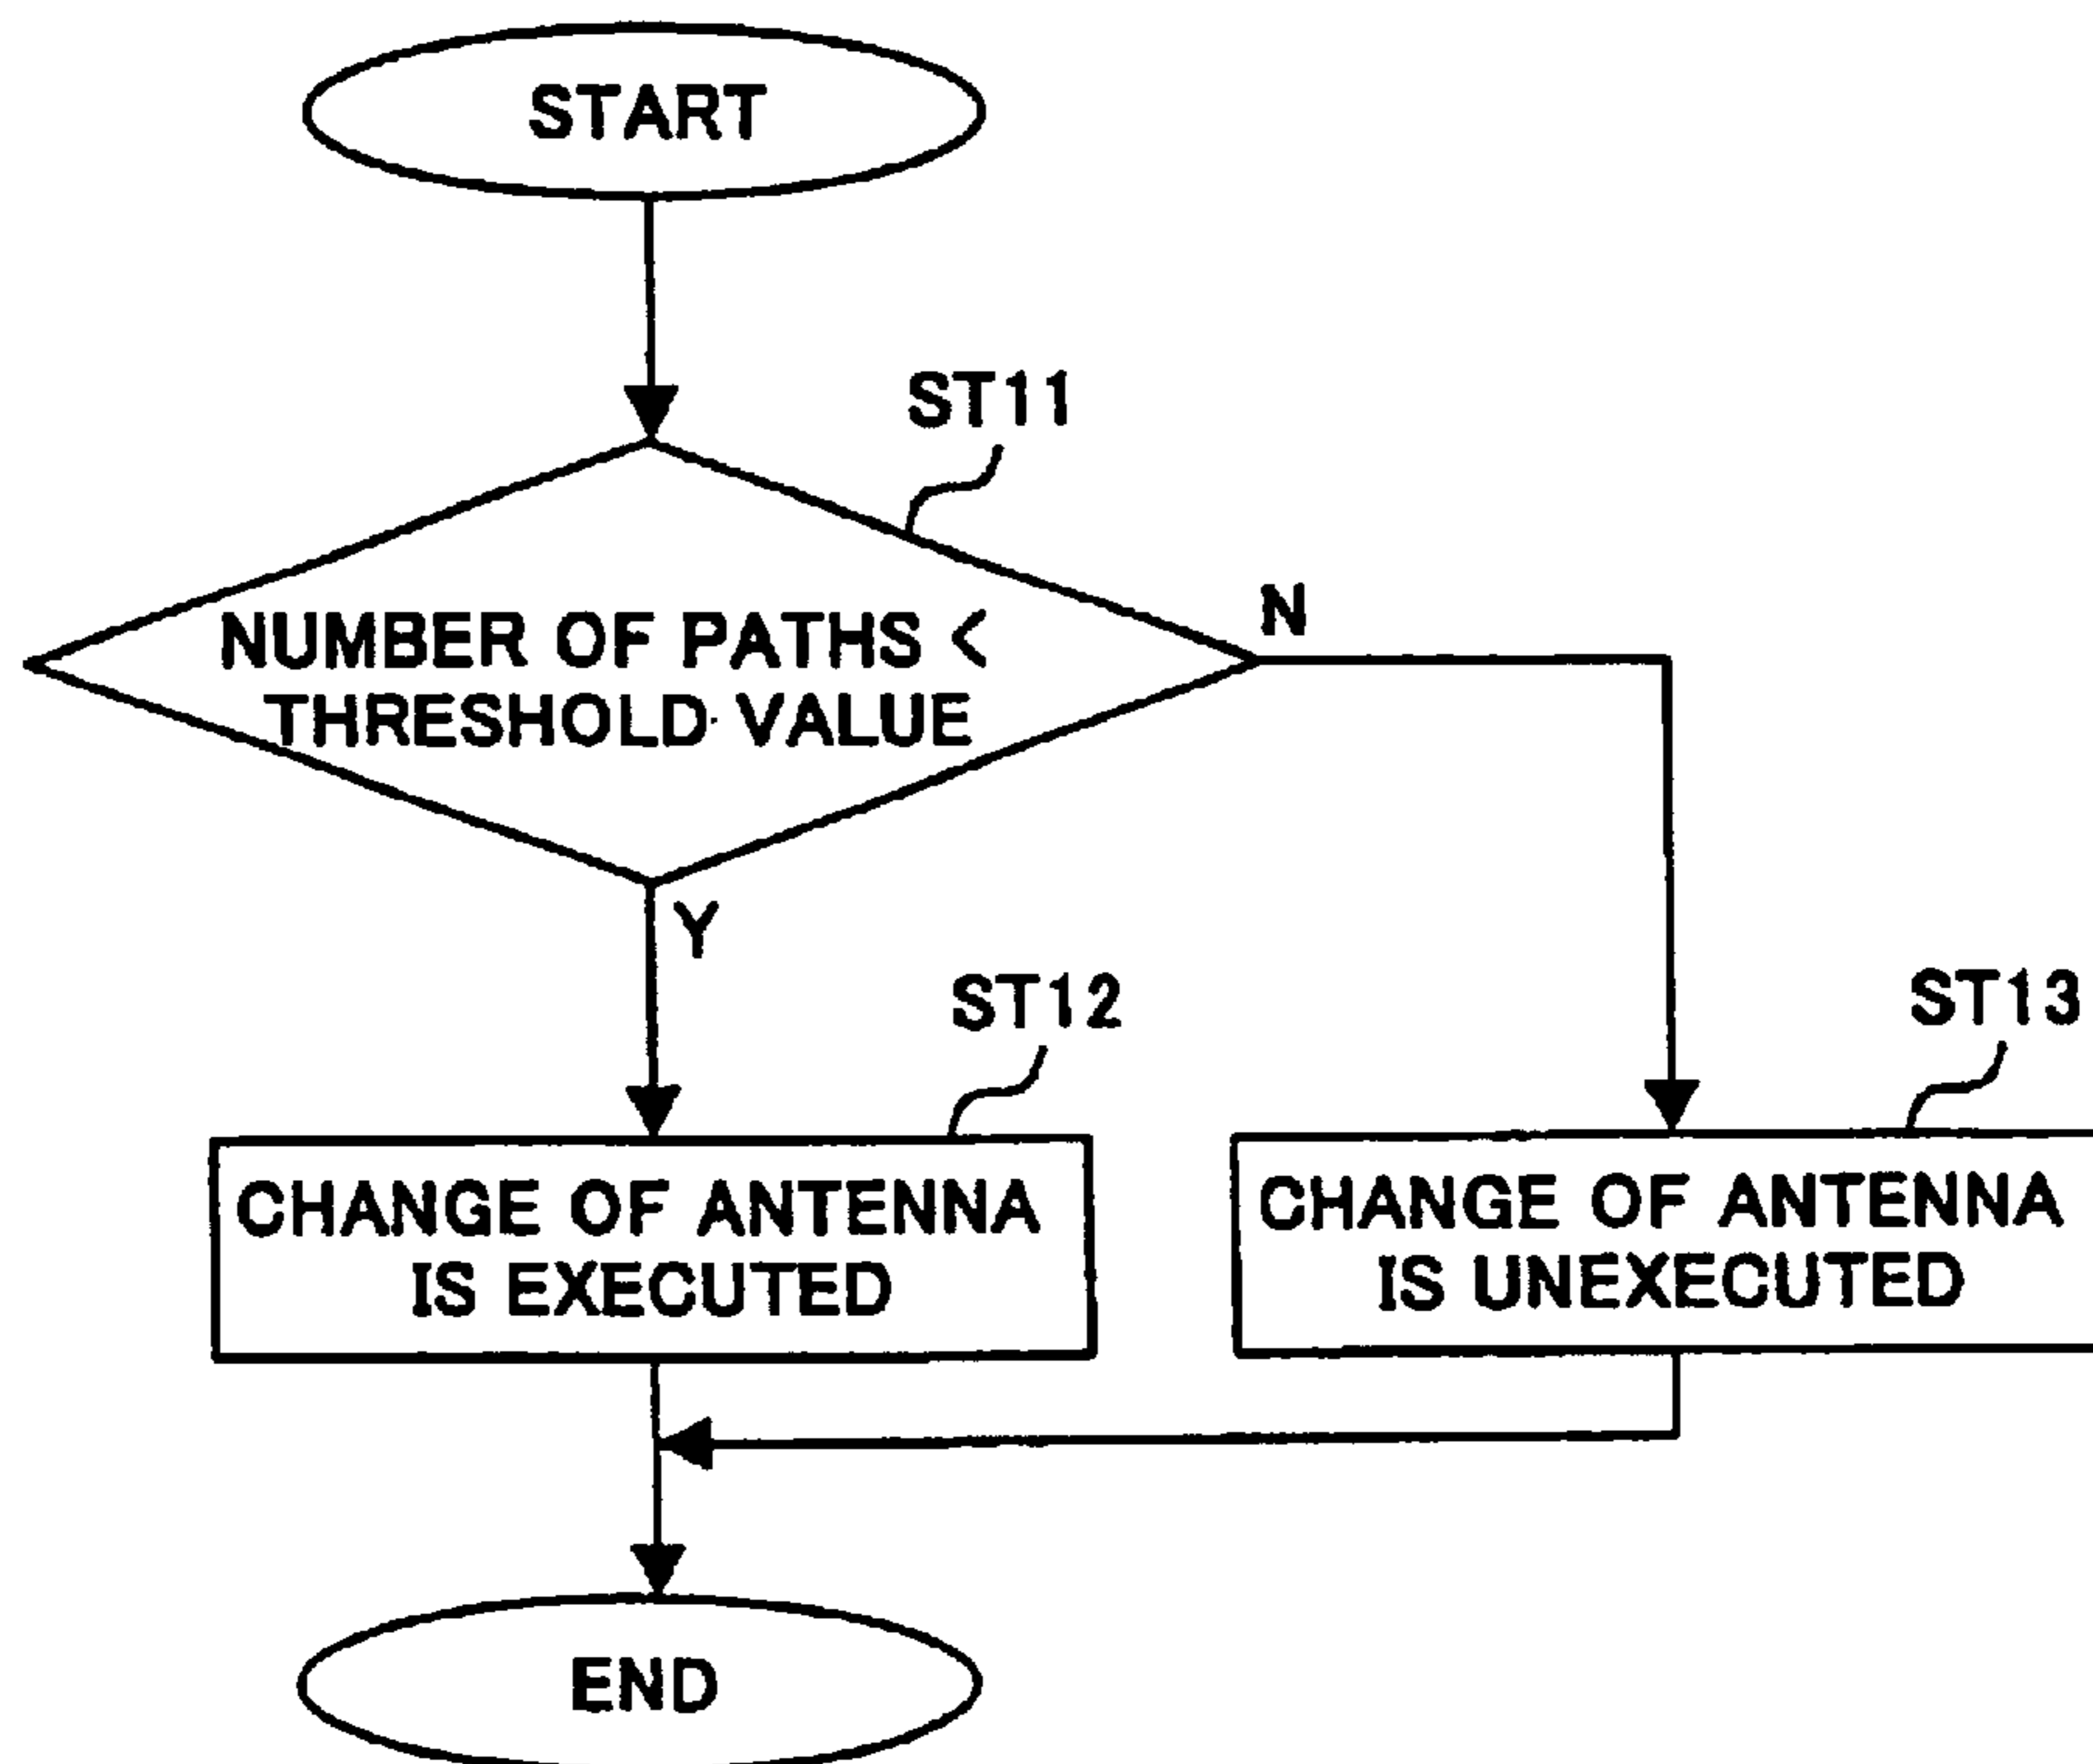 START
ST11
NUMBER OF PATHS <
THRESHOLD VALUE
N
Y
ST12
ST13
CHANGE OF ANTENNA
IS EXECUTED
CHANGE OF ANTENNA
IS UNEXECUTED
END